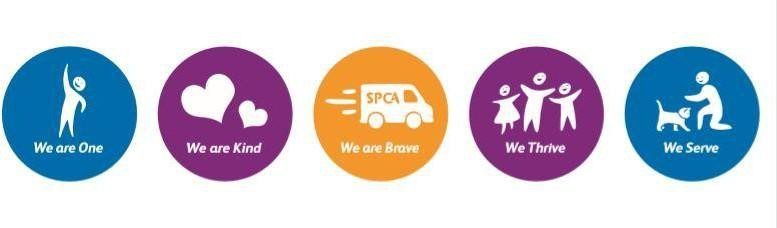 We are One
We are Kind
SPCA
We are Brave
We Thrive
We Serve